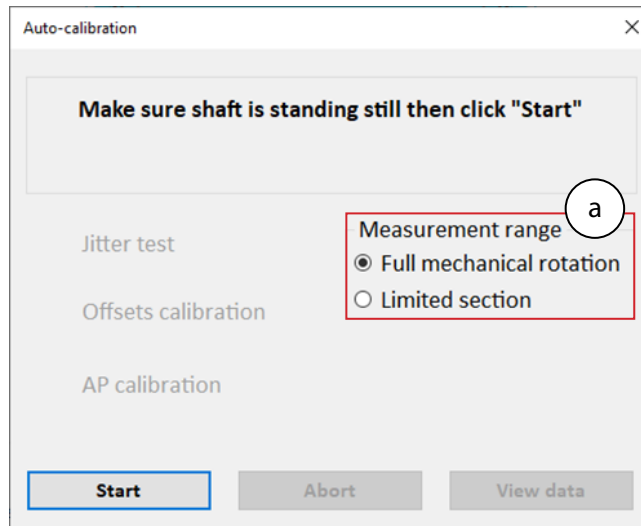 Auto-calibration
Make sure shaft is standing still then click "Start"
a
Measurement range
Jitter test
Full mechanical rotation
Limited section
Offsets calibration
AP calibration
Start
Abort
View data